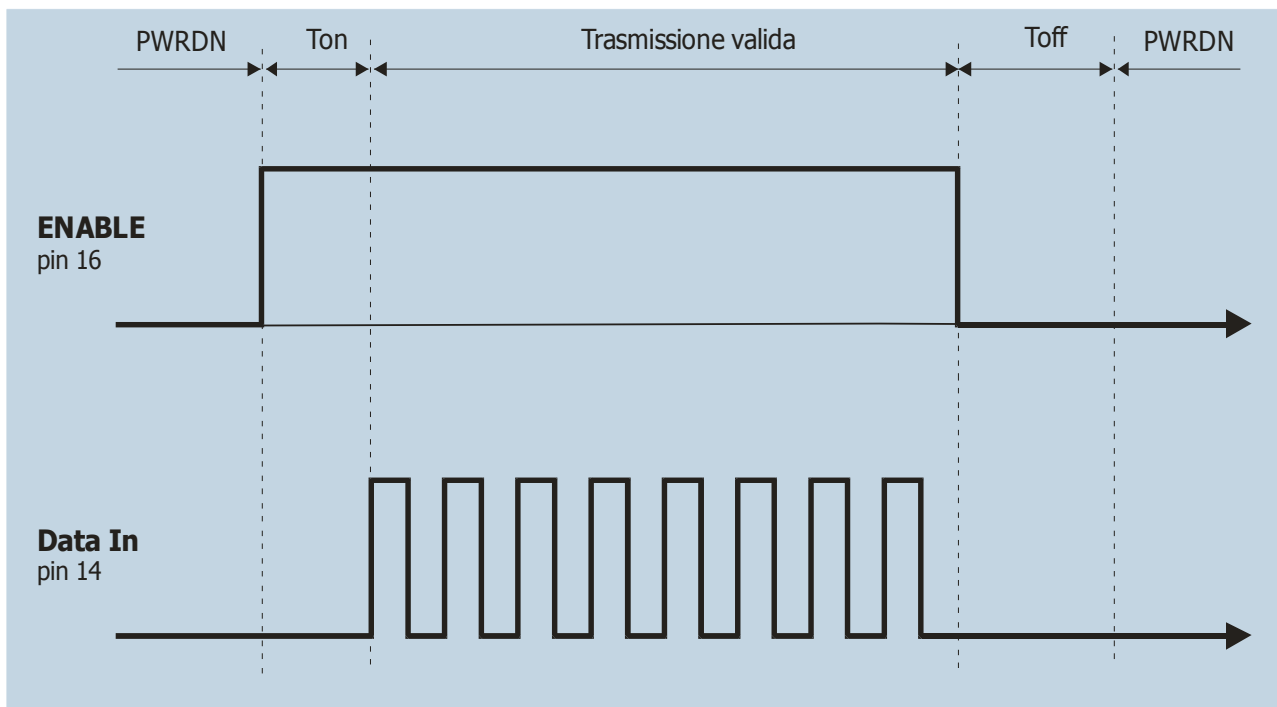 PWRDN Ton Trasmissione valida Toff PWRDN
ENABLE
pin 16
Data In
pin 14